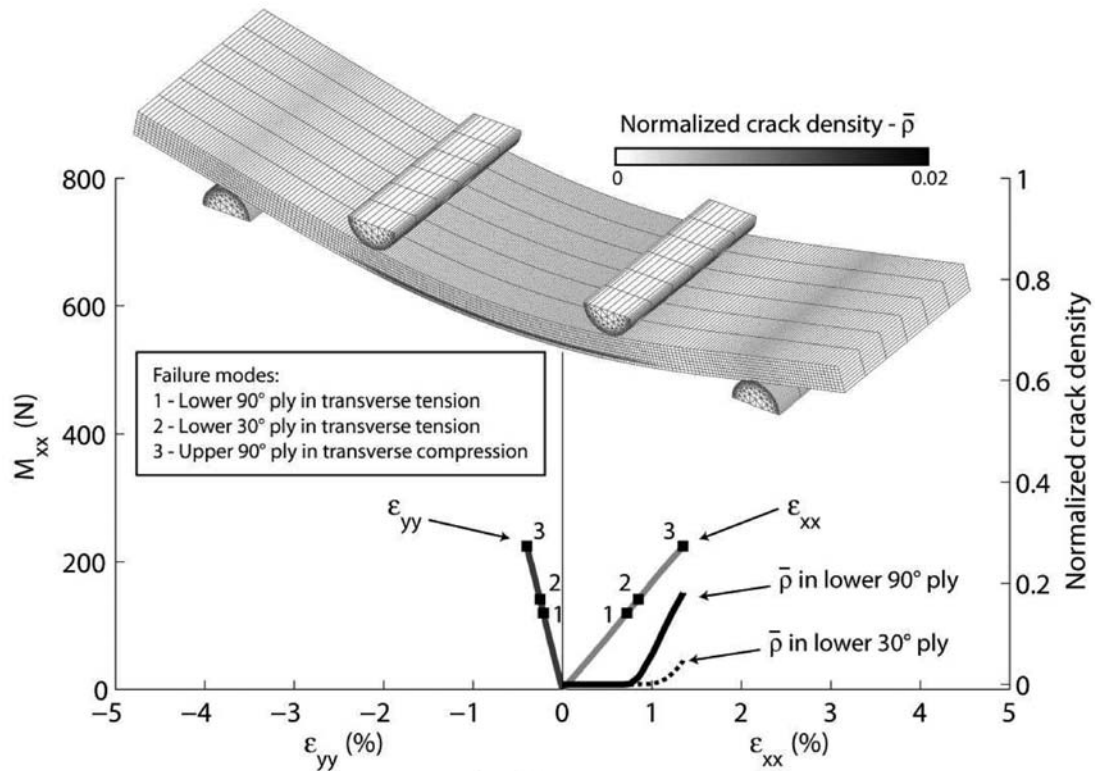 Normalized crack density - ρ̄
0
0.02
800
600
400
200
0
M_xx (N)
1
0.8
0.6
0.4
0.2
0
Normalized crack density
Failure modes:
1 - Lower 90° ply in transverse tension
2 - Lower 30° ply in transverse tension
3 - Upper 90° ply in transverse compression
ε_yy
3
2
1
ε_xx
3
2
1
ρ̄ in lower 90° ply
ρ̄ in lower 30° ply
−5 −4 −3 −2 −1 0 1 2 3 4 5
ε_yy (%)
ε_xx (%)